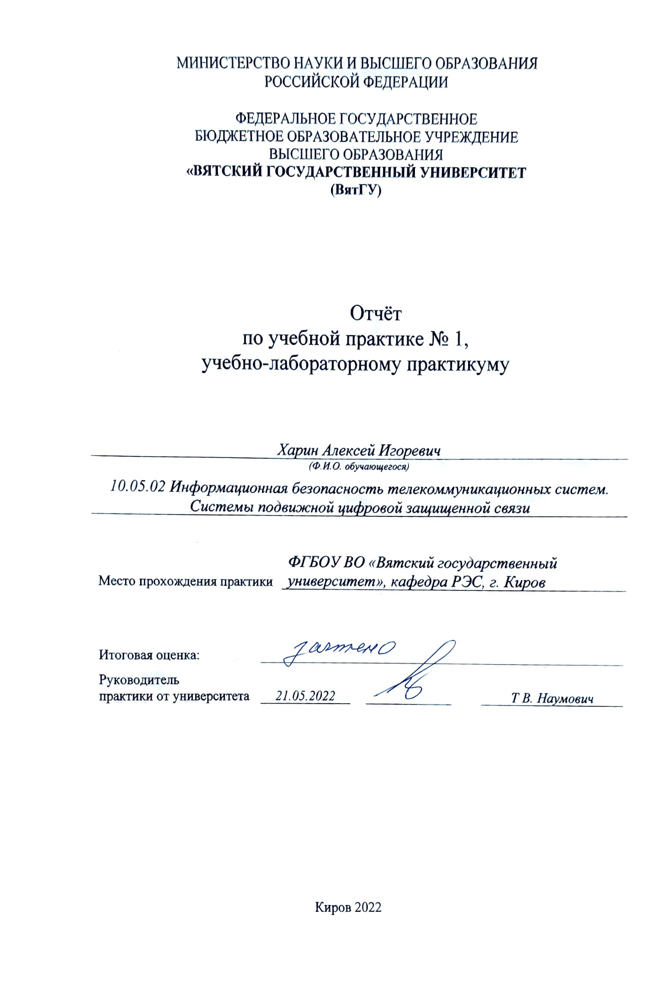 МИНИСТЕРСТВО НАУКИ И ВЫСШЕГО ОБРАЗОВАНИЯ
РОССИЙСКОЙ ФЕДЕРАЦИИ
ФЕДЕРАЛЬНОЕ ГОСУДАРСТВЕННОЕ
БЮДЖЕТНОЕ ОБРАЗОВАТЕЛЬНОЕ УЧРЕЖДЕНИЕ
ВЫСШЕГО ОБРАЗОВАНИЯ
«ВЯТСКИЙ ГОСУДАРСТВЕННЫЙ УНИВЕРСИТЕТ
(ВятГУ)
Отчёт
по учебной практике № 1,
учебно-лабораторному практикуму
Харин Алексей Игоревич
(Ф.И.О. обучающегося)
10.05.02 Информационная безопасность телекоммуникационных систем.
Системы подвижной цифровой защищенной связи
ФГБОУ ВО «Вятский государственный
Место прохождения практики университет», кафедра РЭС, г. Киров
Итоговая оценка: зачтено
Руководитель
практики от университета 21.05.2022 Т В. Наумович
Киров 2022